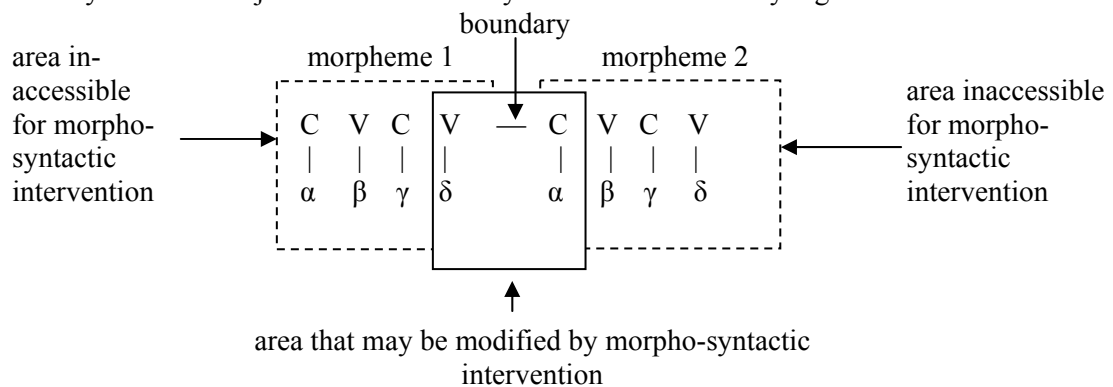 boundary
morpheme 1
morpheme 2
area in-
accessible
for morpho-
syntactic
intervention
C V C V — C V C V
α β γ δ α β γ δ
area inaccessible
for morpho-
syntactic
intervention
area that may be modified by morpho-syntactic
intervention